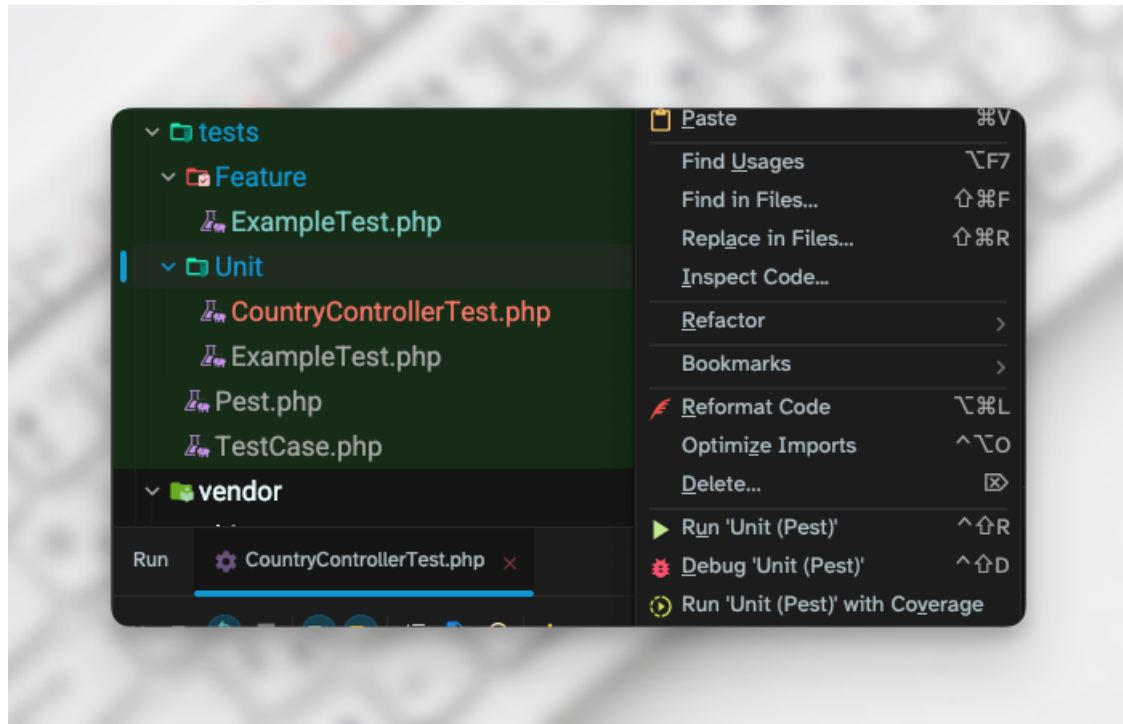 tests
Feature
ExampleTest.php
Unit
CountryControllerTest.php
ExampleTest.php
Pest.php
TestCase.php
vendor
Run CountryControllerTest.php
Paste ⌘V
Find Usages ⌥F7
Find in Files... ⇧⌘F
Replace in Files... ⇧⌘R
Inspect Code...
Refactor
Bookmarks
Reformat Code ⌥⌘L
Optimize Imports ^⌥O
Delete... ⌦
Run 'Unit (Pest)' ^⇧R
Debug 'Unit (Pest)' ^⇧D
Run 'Unit (Pest)' with Coverage